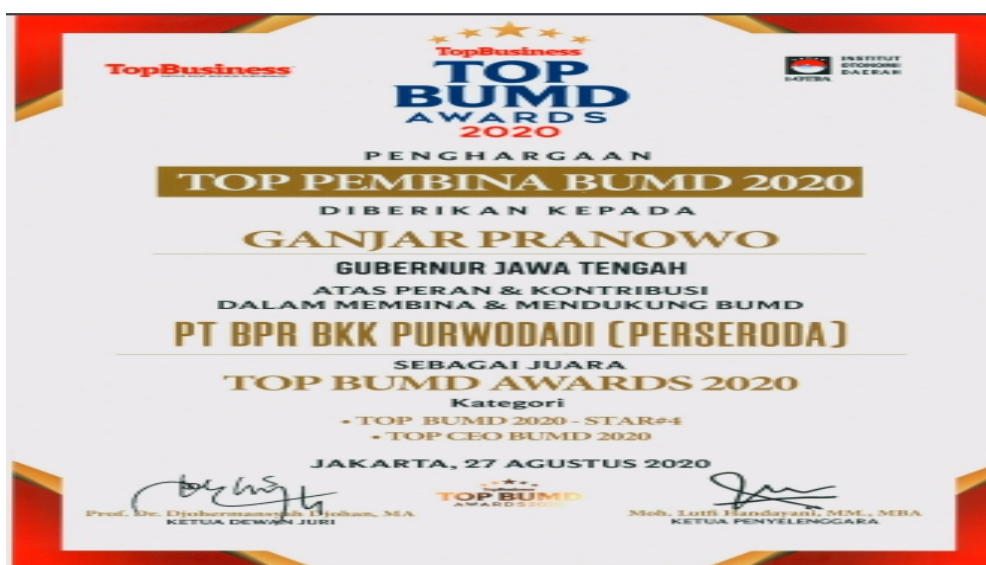 TopBusiness
TopBusiness
TOP
BUMD
AWARDS
2020
INSTITUT
OTONOMI
DAERAH
PENGHARGAAN
TOP PEMBINA BUMD 2020
DIBERIKAN KEPADA
GANJAR PRANOWO
GUBERNUR JAWA TENGAH
ATAS PERAN & KONTRIBUSI
DALAM MEMBINA & MENDUKUNG BUMD
PT BPR BKK PURWODADI (PERSERODA)
SEBAGAI JUARA
TOP BUMD AWARDS 2020
Kategori
• TOP BUMD 2020 - STAR#4
• TOP CEO BUMD 2020
JAKARTA, 27 AGUSTUS 2020
TOP BUMD
AWARDS 2020
Prof. Dr. Djohermansyah Djohan, MA
KETUA DEWAN JURI
Moh. Lutfi Handayani, MM., MBA
KETUA PENYELENGGARA